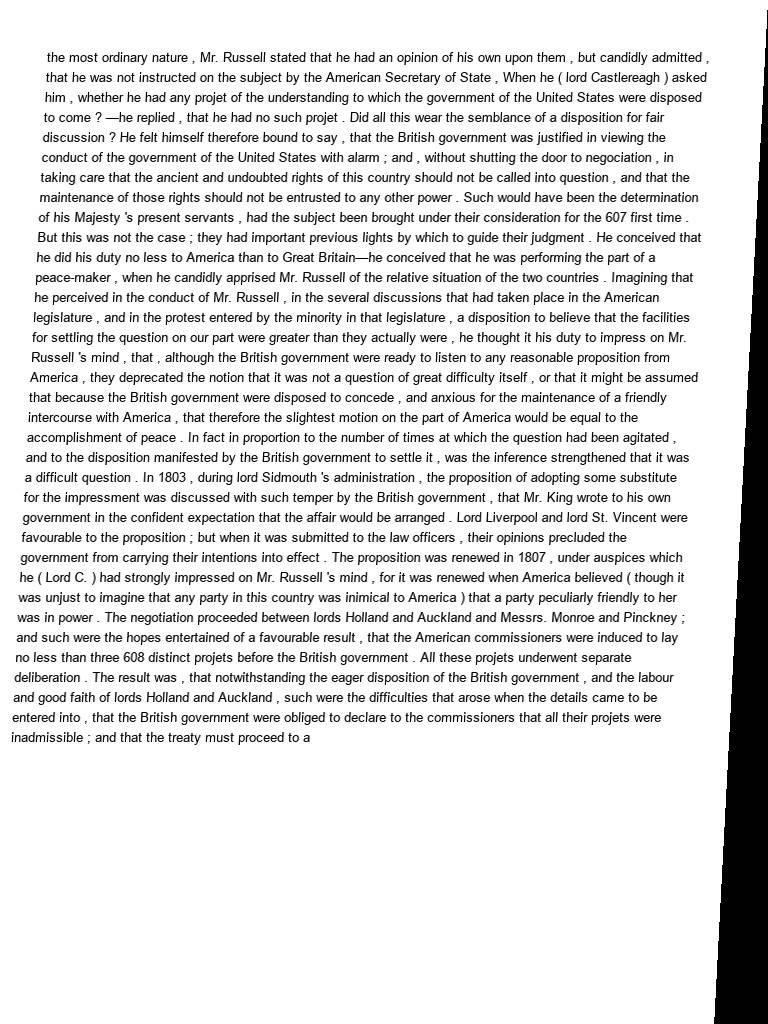 the most ordinary nature , Mr. Russell stated that he had an opinion of his own upon them , but candidly admitted ,
that he was not instructed on the subject by the American Secretary of State , When he ( lord Castlereagh ) asked
him , whether he had any projet of the understanding to which the government of the United States were disposed
to come ? —he replied , that he had no such projet . Did all this wear the semblance of a disposition for fair
discussion ? He felt himself therefore bound to say , that the British government was justified in viewing the
conduct of the government of the United States with alarm ; and , without shutting the door to negociation , in
taking care that the ancient and undoubted rights of this country should not be called into question , and that the
maintenance of those rights should not be entrusted to any other power . Such would have been the determination
of his Majesty 's present servants , had the subject been brought under their consideration for the 607 first time .
But this was not the case ; they had important previous lights by which to guide their judgment . He conceived that
he did his duty no less to America than to Great Britain—he conceived that he was performing the part of a
peace-maker , when he candidly apprised Mr. Russell of the relative situation of the two countries . Imagining that
he perceived in the conduct of Mr. Russell , in the several discussions that had taken place in the American
legislature , and in the protest entered by the minority in that legislature , a disposition to believe that the facilities
for settling the question on our part were greater than they actually were , he thought it his duty to impress on Mr.
Russell 's mind , that , although the British government were ready to listen to any reasonable proposition from
America , they deprecated the notion that it was not a question of great difficulty itself , or that it might be assumed
that because the British government were disposed to concede , and anxious for the maintenance of a friendly
intercourse with America , that therefore the slightest motion on the part of America would be equal to the
accomplishment of peace . In fact in proportion to the number of times at which the question had been agitated ,
and to the disposition manifested by the British government to settle it , was the inference strengthened that it was
a difficult question . In 1803 , during lord Sidmouth 's administration , the proposition of adopting some substitute
for the impressment was discussed with such temper by the British government , that Mr. King wrote to his own
government in the confident expectation that the affair would be arranged . Lord Liverpool and lord St. Vincent were
favourable to the proposition ; but when it was submitted to the law officers , their opinions precluded the
government from carrying their intentions into effect . The proposition was renewed in 1807 , under auspices which
he ( Lord C. ) had strongly impressed on Mr. Russell 's mind , for it was renewed when America believed ( though it
was unjust to imagine that any party in this country was inimical to America ) that a party peculiarly friendly to her
was in power . The negotiation proceeded between lords Holland and Auckland and Messrs. Monroe and Pinckney ;
and such were the hopes entertained of a favourable result , that the American commissioners were induced to lay
no less than three 608 distinct projets before the British government . All these projets underwent separate
deliberation . The result was , that notwithstanding the eager disposition of the British government , and the labour
and good faith of lords Holland and Auckland , such were the difficulties that arose when the details came to be
entered into , that the British government were obliged to declare to the commissioners that all their projets were
inadmissible ; and that the treaty must proceed to a